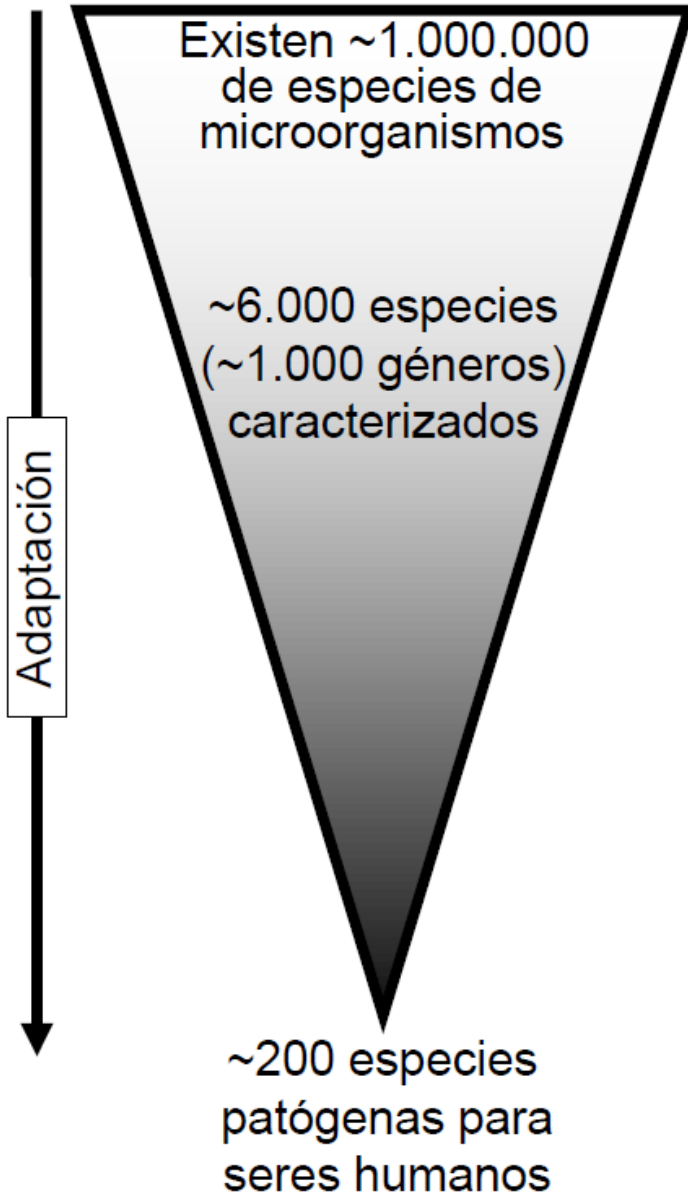 Existen ~1.000.000
de especies de
microorganismos
~6.000 especies
(~1.000 géneros)
caracterizados
Adaptación
~200 especies
patógenas para
seres humanos